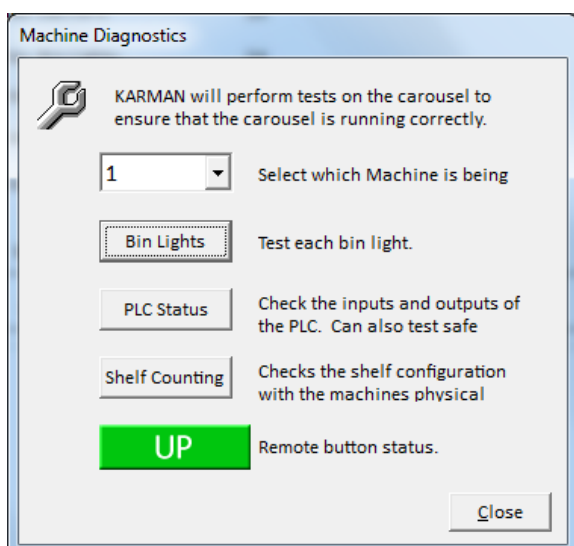 Machine Diagnostics
KARMAN will perform tests on the carousel to
ensure that the carousel is running correctly.
1
Select which Machine is being
Bin Lights
Test each bin light.
PLC Status
Check the inputs and outputs of
the PLC. Can also test safe
Shelf Counting
Checks the shelf configuration
with the machines physical
UP
Remote button status.
Close